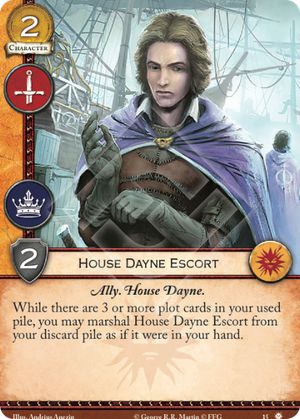 2
CHARACTER
2
HOUSE DAYNE ESCORT
Ally. House Dayne.
While there are 3 or more plot cards in your used
pile, you may marshal House Dayne Escort from
your discard pile as if it were in your hand.
Illus. Andrius Anezin © George R.R. Martin © FFG 15